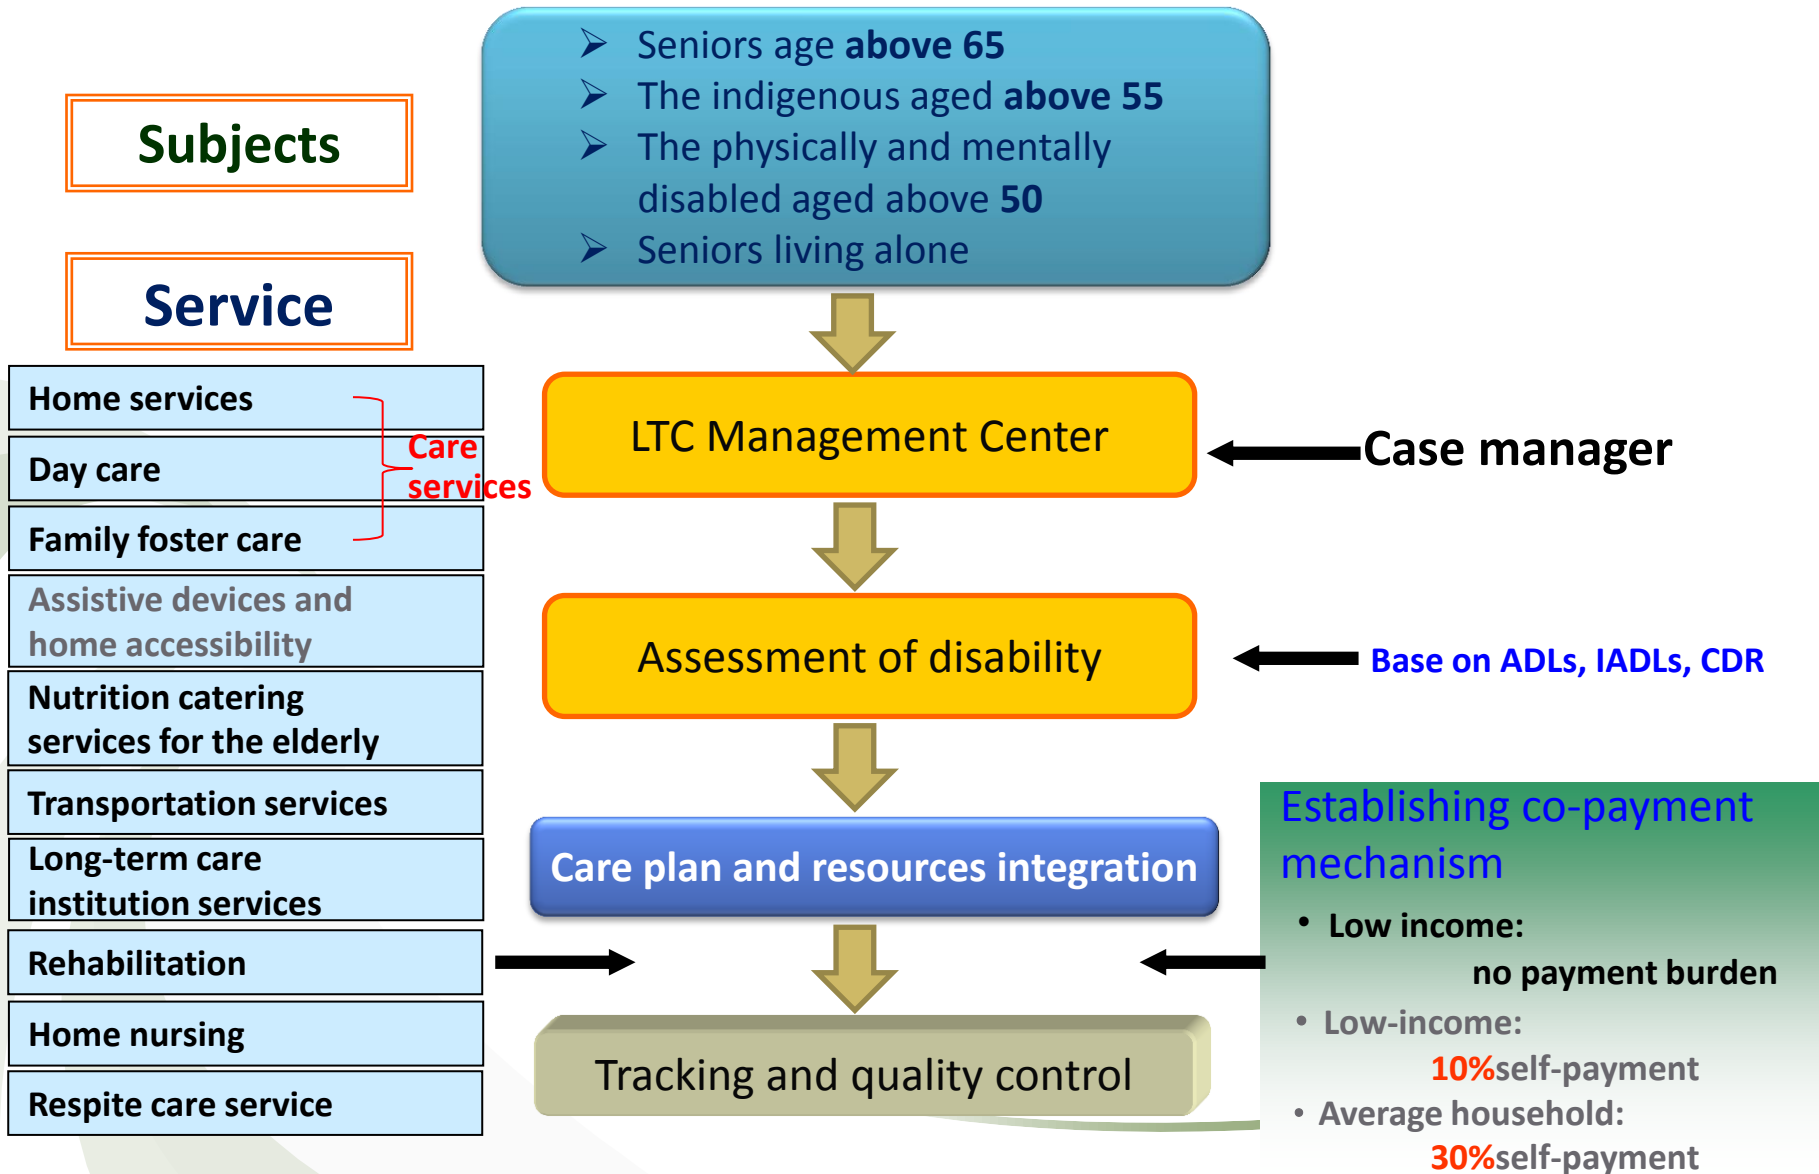 Subjects
➢ Seniors age above 65
➢ The indigenous aged above 55
➢ The physically and mentally
disabled aged above 50
➢ Seniors living alone
Service
Home services
Day care
Family foster care
Care
services
Assistive devices and
home accessibility
Nutrition catering
services for the elderly
Transportation services
Long-term care
institution services
Rehabilitation
Home nursing
Respite care service
LTC Management Center
Case manager
Assessment of disability
Base on ADLs, IADLs, CDR
Care plan and resources integration
Tracking and quality control
Establishing co-payment
mechanism
• Low income:
no payment burden
• Low-income:
10%self-payment
• Average household:
30%self-payment